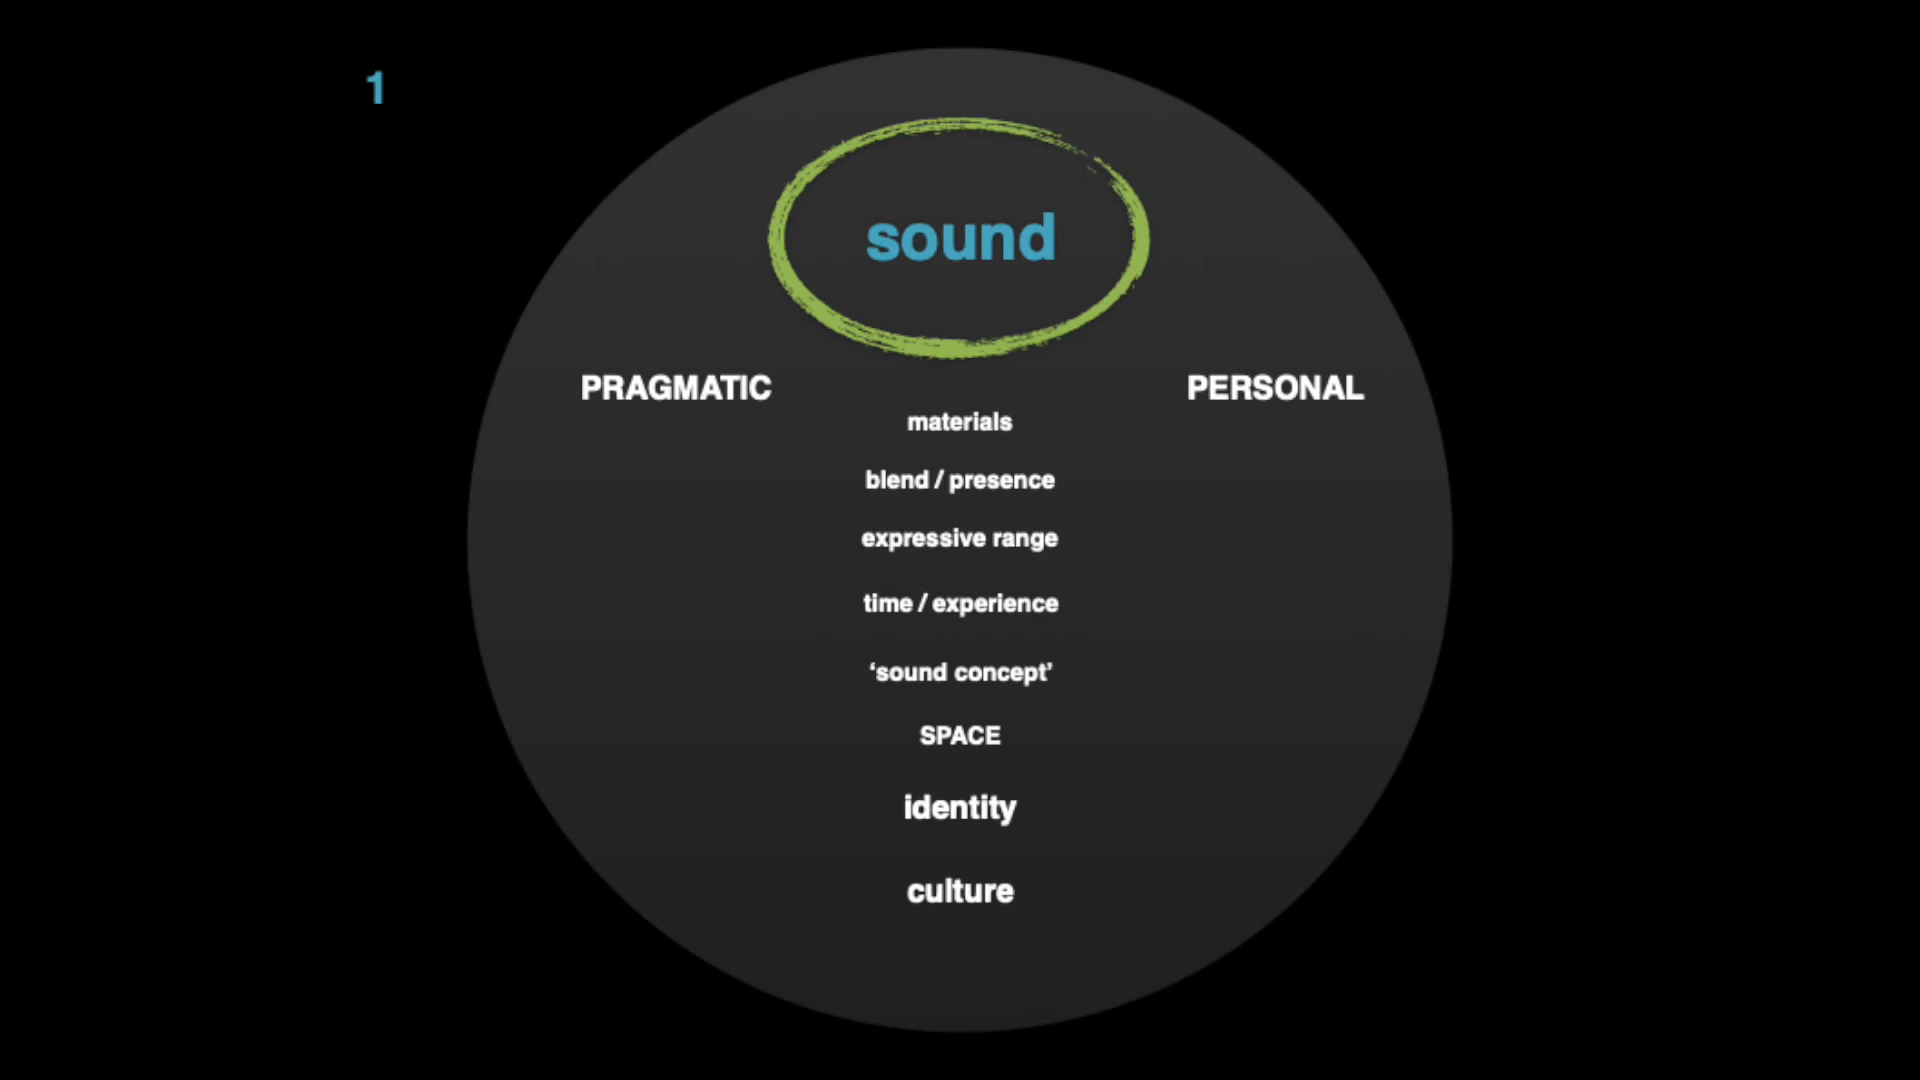 1
sound
PRAGMATIC
PERSONAL
materials
blend / presence
expressive range
time / experience
‘sound concept’
SPACE
identity
culture